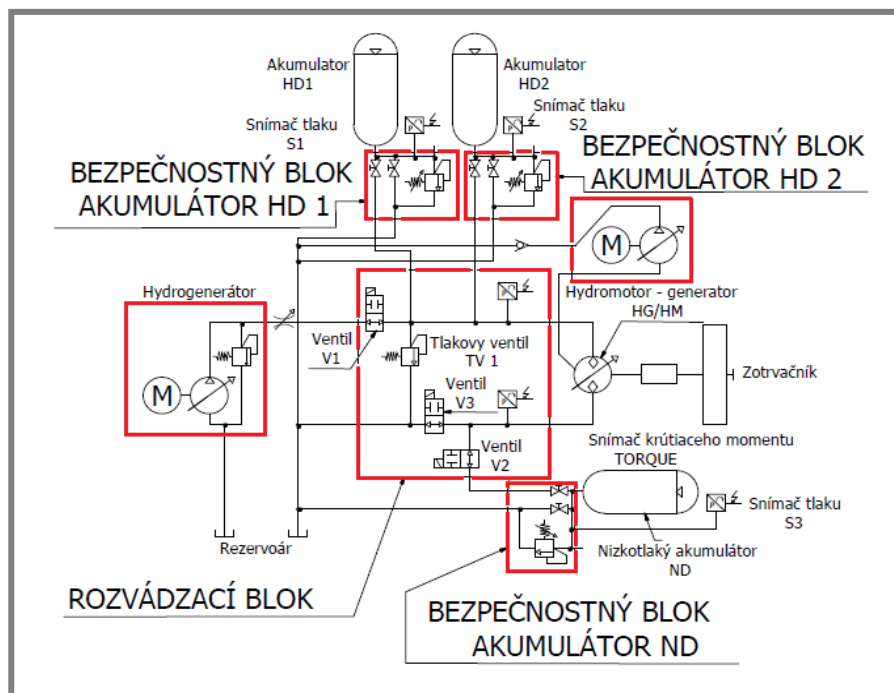 Akumulator
HD1
Akumulator
HD2
Snímač tlaku
S1
Snímač tlaku
S2
P
P
BEZPEČNOSTNÝ BLOK
AKUMULÁTOR HD 1
BEZPEČNOSTNÝ BLOK
AKUMULÁTOR HD 2
M
Hydromotor - generator
HG/HM
Hydrogenerátor
M
P
Ventil
V1
Tlakovy ventil
TV 1
Ventil
V3
P
Zotrvačník
Ventil
V2
Snímač krútiaceho momentu
TORQUE
P
Snímač tlaku
S3
Nizkotlaký akumulátor
ND
Rezervoár
ROZVÁDZACÍ BLOK
BEZPEČNOSTNÝ BLOK
AKUMULÁTOR ND